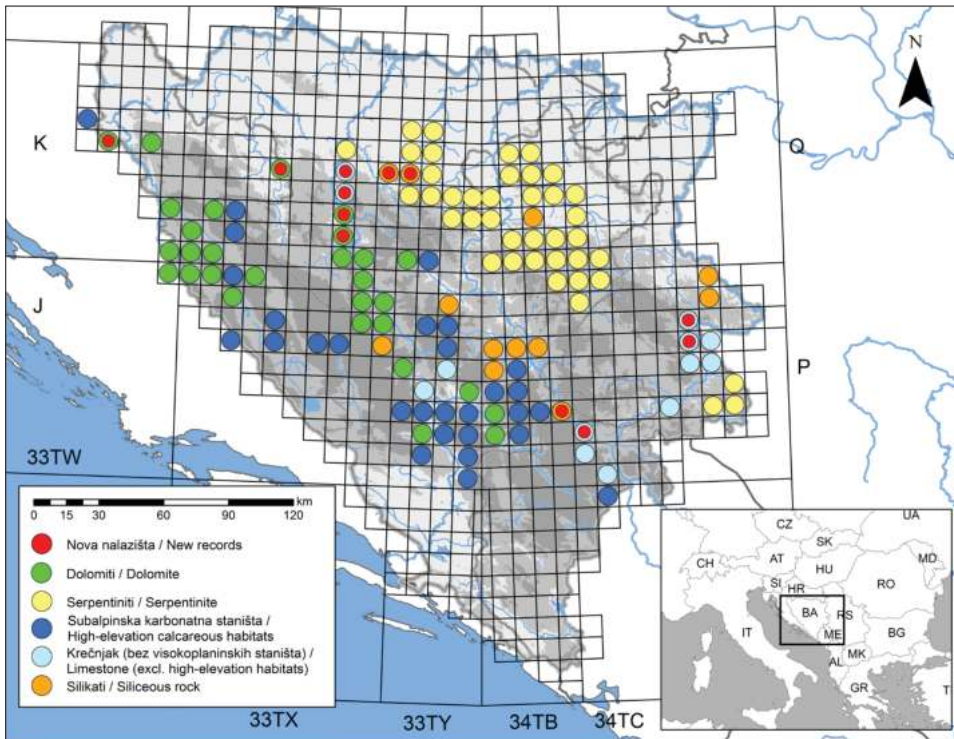 N
K
Q
J
P
33TW
km
0 15 30 60 90 120
Nova nalazišta / New records
Dolomiti / Dolomite
Serpentiniti / Serpentinite
Subalpinska karbonatna staništa /
High-elevation calcareous habitats
Krečnjak (bez visokoplaninskih staništa) /
Limestone (excl. high-elevation habitats)
Silikati / Siliceous rock
33TX
33TY
34TB
34TC
UA
CZ
SK
CH
AT
HU
MD
SI
HR
RO
BA
RS
IT
ME
BG
AL
MK
GR
T